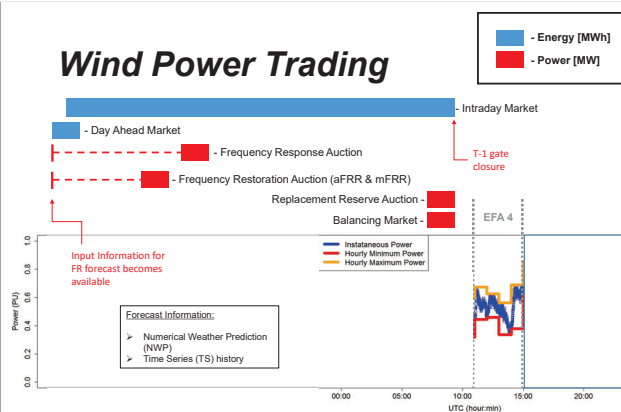 Wind Power Trading
- Energy [MWh]
- Power [MW]
- Intraday Market
- Day Ahead Market
- Frequency Response Auction
T-1 gate
closure
- Frequency Restoration Auction (aFRR & mFRR)
Replacement Reserve Auction -
Balancing Market -
EFA 4
Input Information for
FR forecast becomes
available
Instataneous Power
Hourly Minimum Power
Hourly Maximum Power
Forecast Information:
➢ Numerical Weather Prediction
(NWP)
➢ Time Series (TS) history
Power (PU)
1.0
0.8
0.6
0.4
0.2
0.0
00:00 05:00 10:00 15:00 20:00
UTC (hour:min)